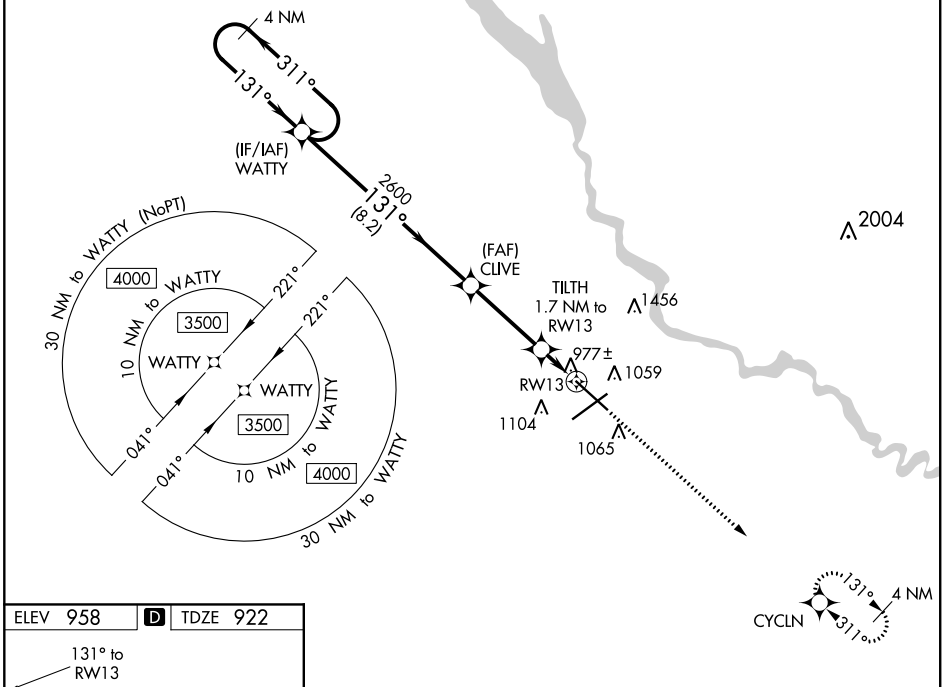 4 NM
311°
131°
(IF/IAF)
WATTY
2600
131°
(8.2)
(FAF)
CLIVE
TILTH
1.7 NM to
RW13
2004
1456
977±
RW13
1059
1104
1065
30 NM to WATTY (NoPT)
4000
10 NM to WATTY
3500
221°
WATTY
041°
221°
WATTY
3500
041°
10 NM to WATTY
4000
30 NM to WATTY
131°
4 NM
CYCLN
311°
ELEV 958 D TDZE 922
131° to
RW13